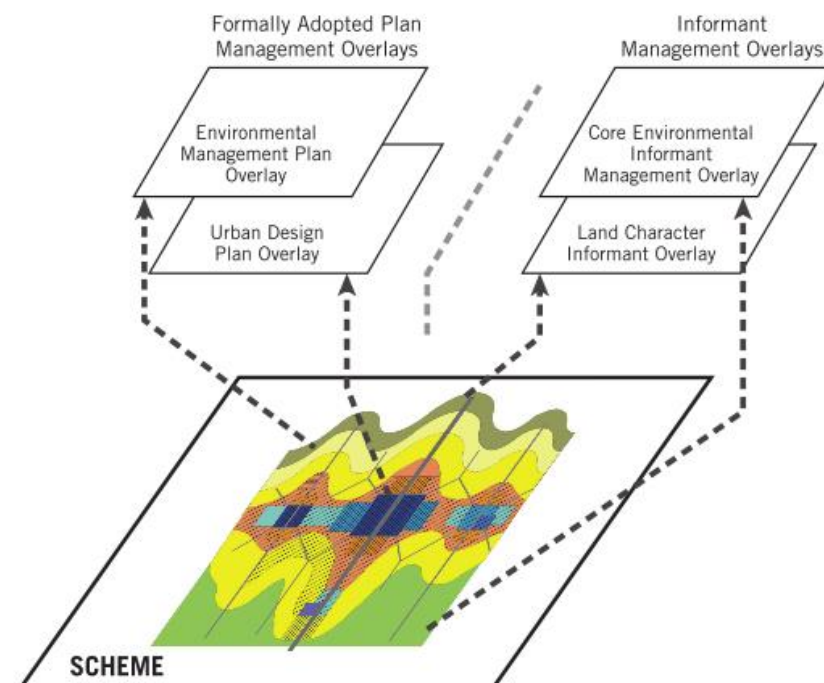 Formally Adopted Plan
Management Overlays
Informant
Management Overlays
Environmental
Management Plan
Overlay
Core Environmental
Informant
Management Overlay
Urban Design
Plan Overlay
Land Character
Informant Overlay
SCHEME